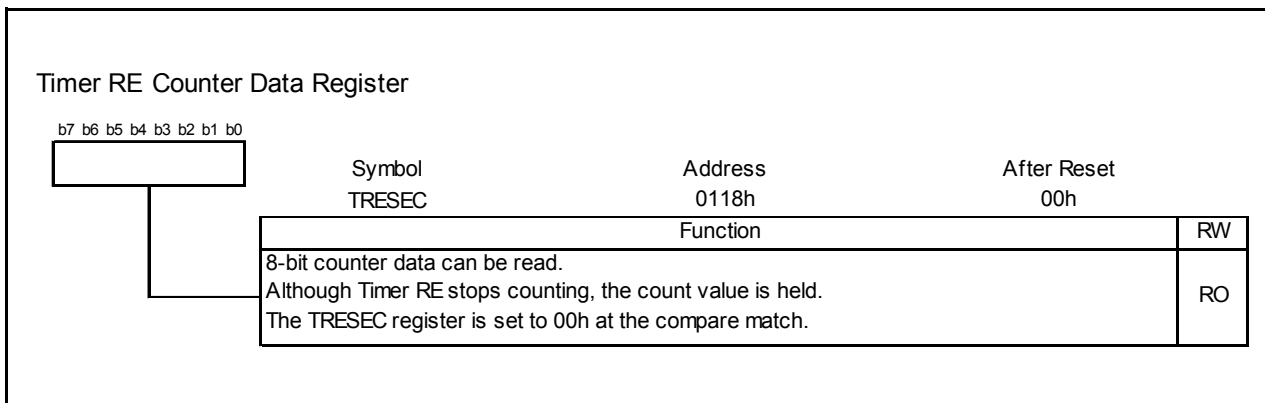 Timer RE Counter Data Register
b7 b6 b5 b4 b3 b2 b1 b0
Symbol Address After Reset
TRESEC 0118h 00h
Function RW
8-bit counter data can be read.
Although Timer RE stops counting, the count value is held.
RO
The TRESEC register is set to 00h at the compare match.